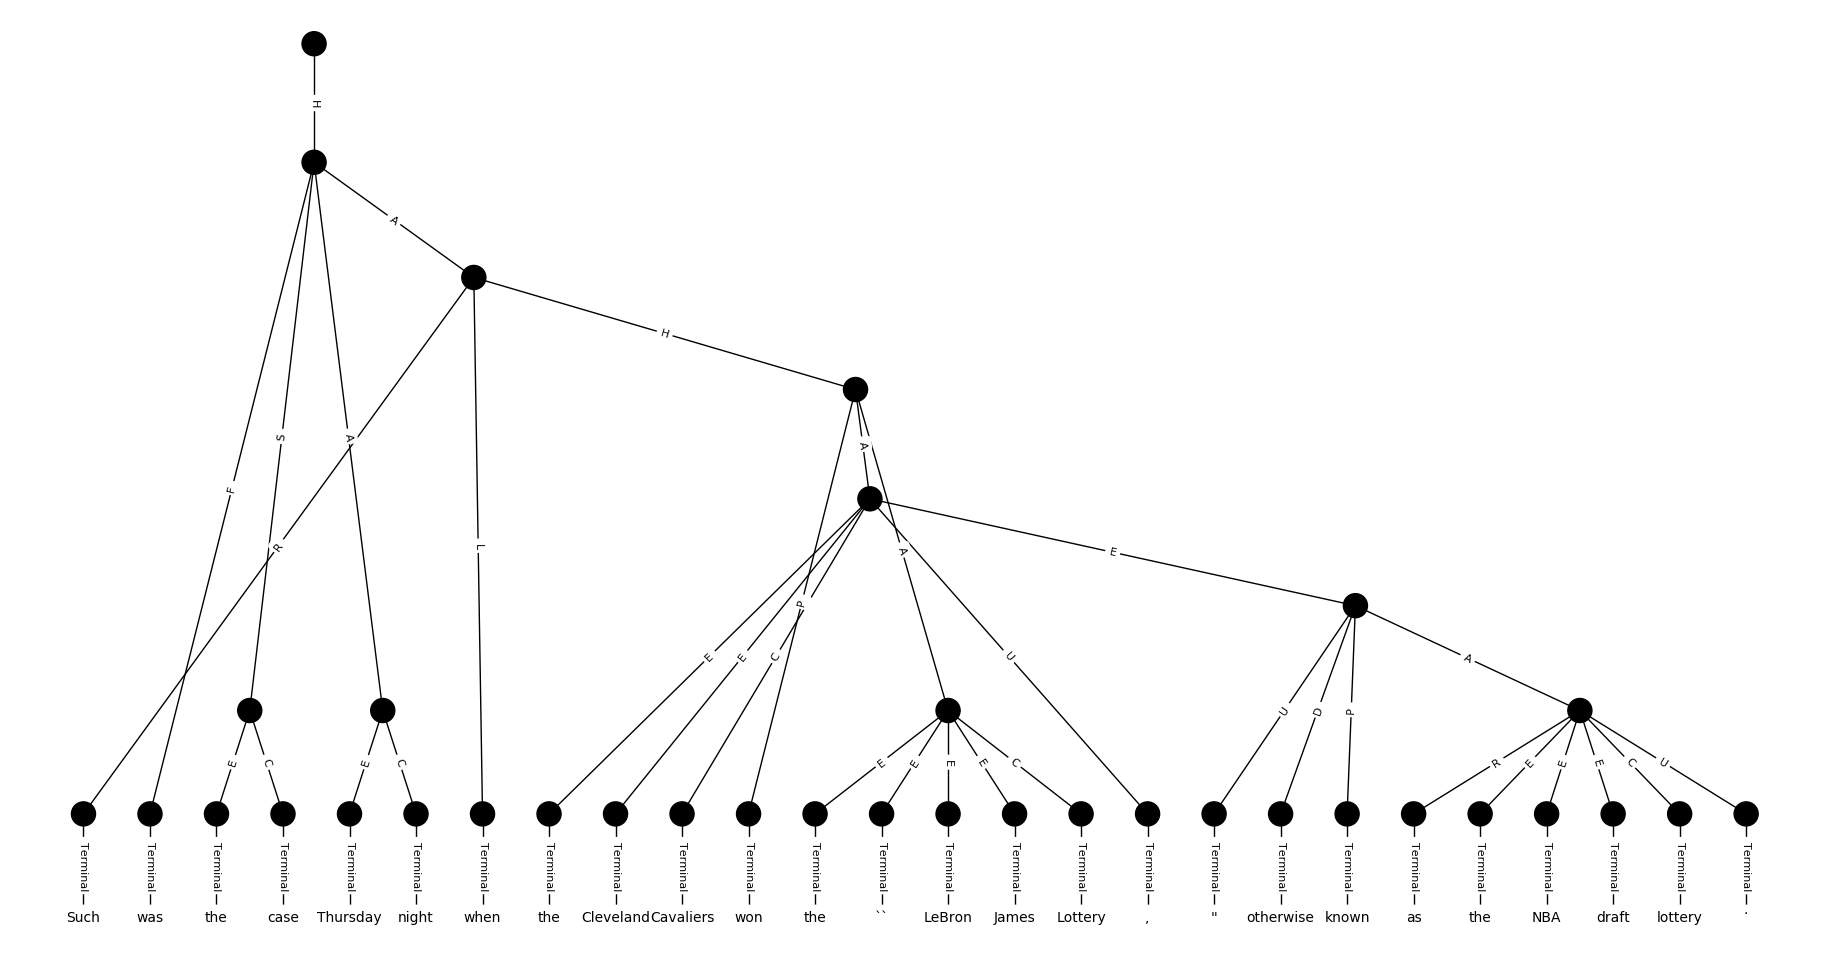 H
A
H
A
S
A
F
R
L
A
E
P
E
E
C
U
A
U
D
P
E
C
E
C
E
E
E
E
C
R
E
E
E
C
U
Terminal Terminal Terminal Terminal Terminal Terminal Terminal Terminal Terminal Terminal Terminal Terminal Terminal Terminal Terminal Terminal Terminal Terminal Terminal Terminal Terminal Terminal Terminal Terminal Terminal Terminal
Such was the case Thursday night when the Cleveland Cavaliers won the `` LeBron James Lottery , " otherwise known as the NBA draft lottery .